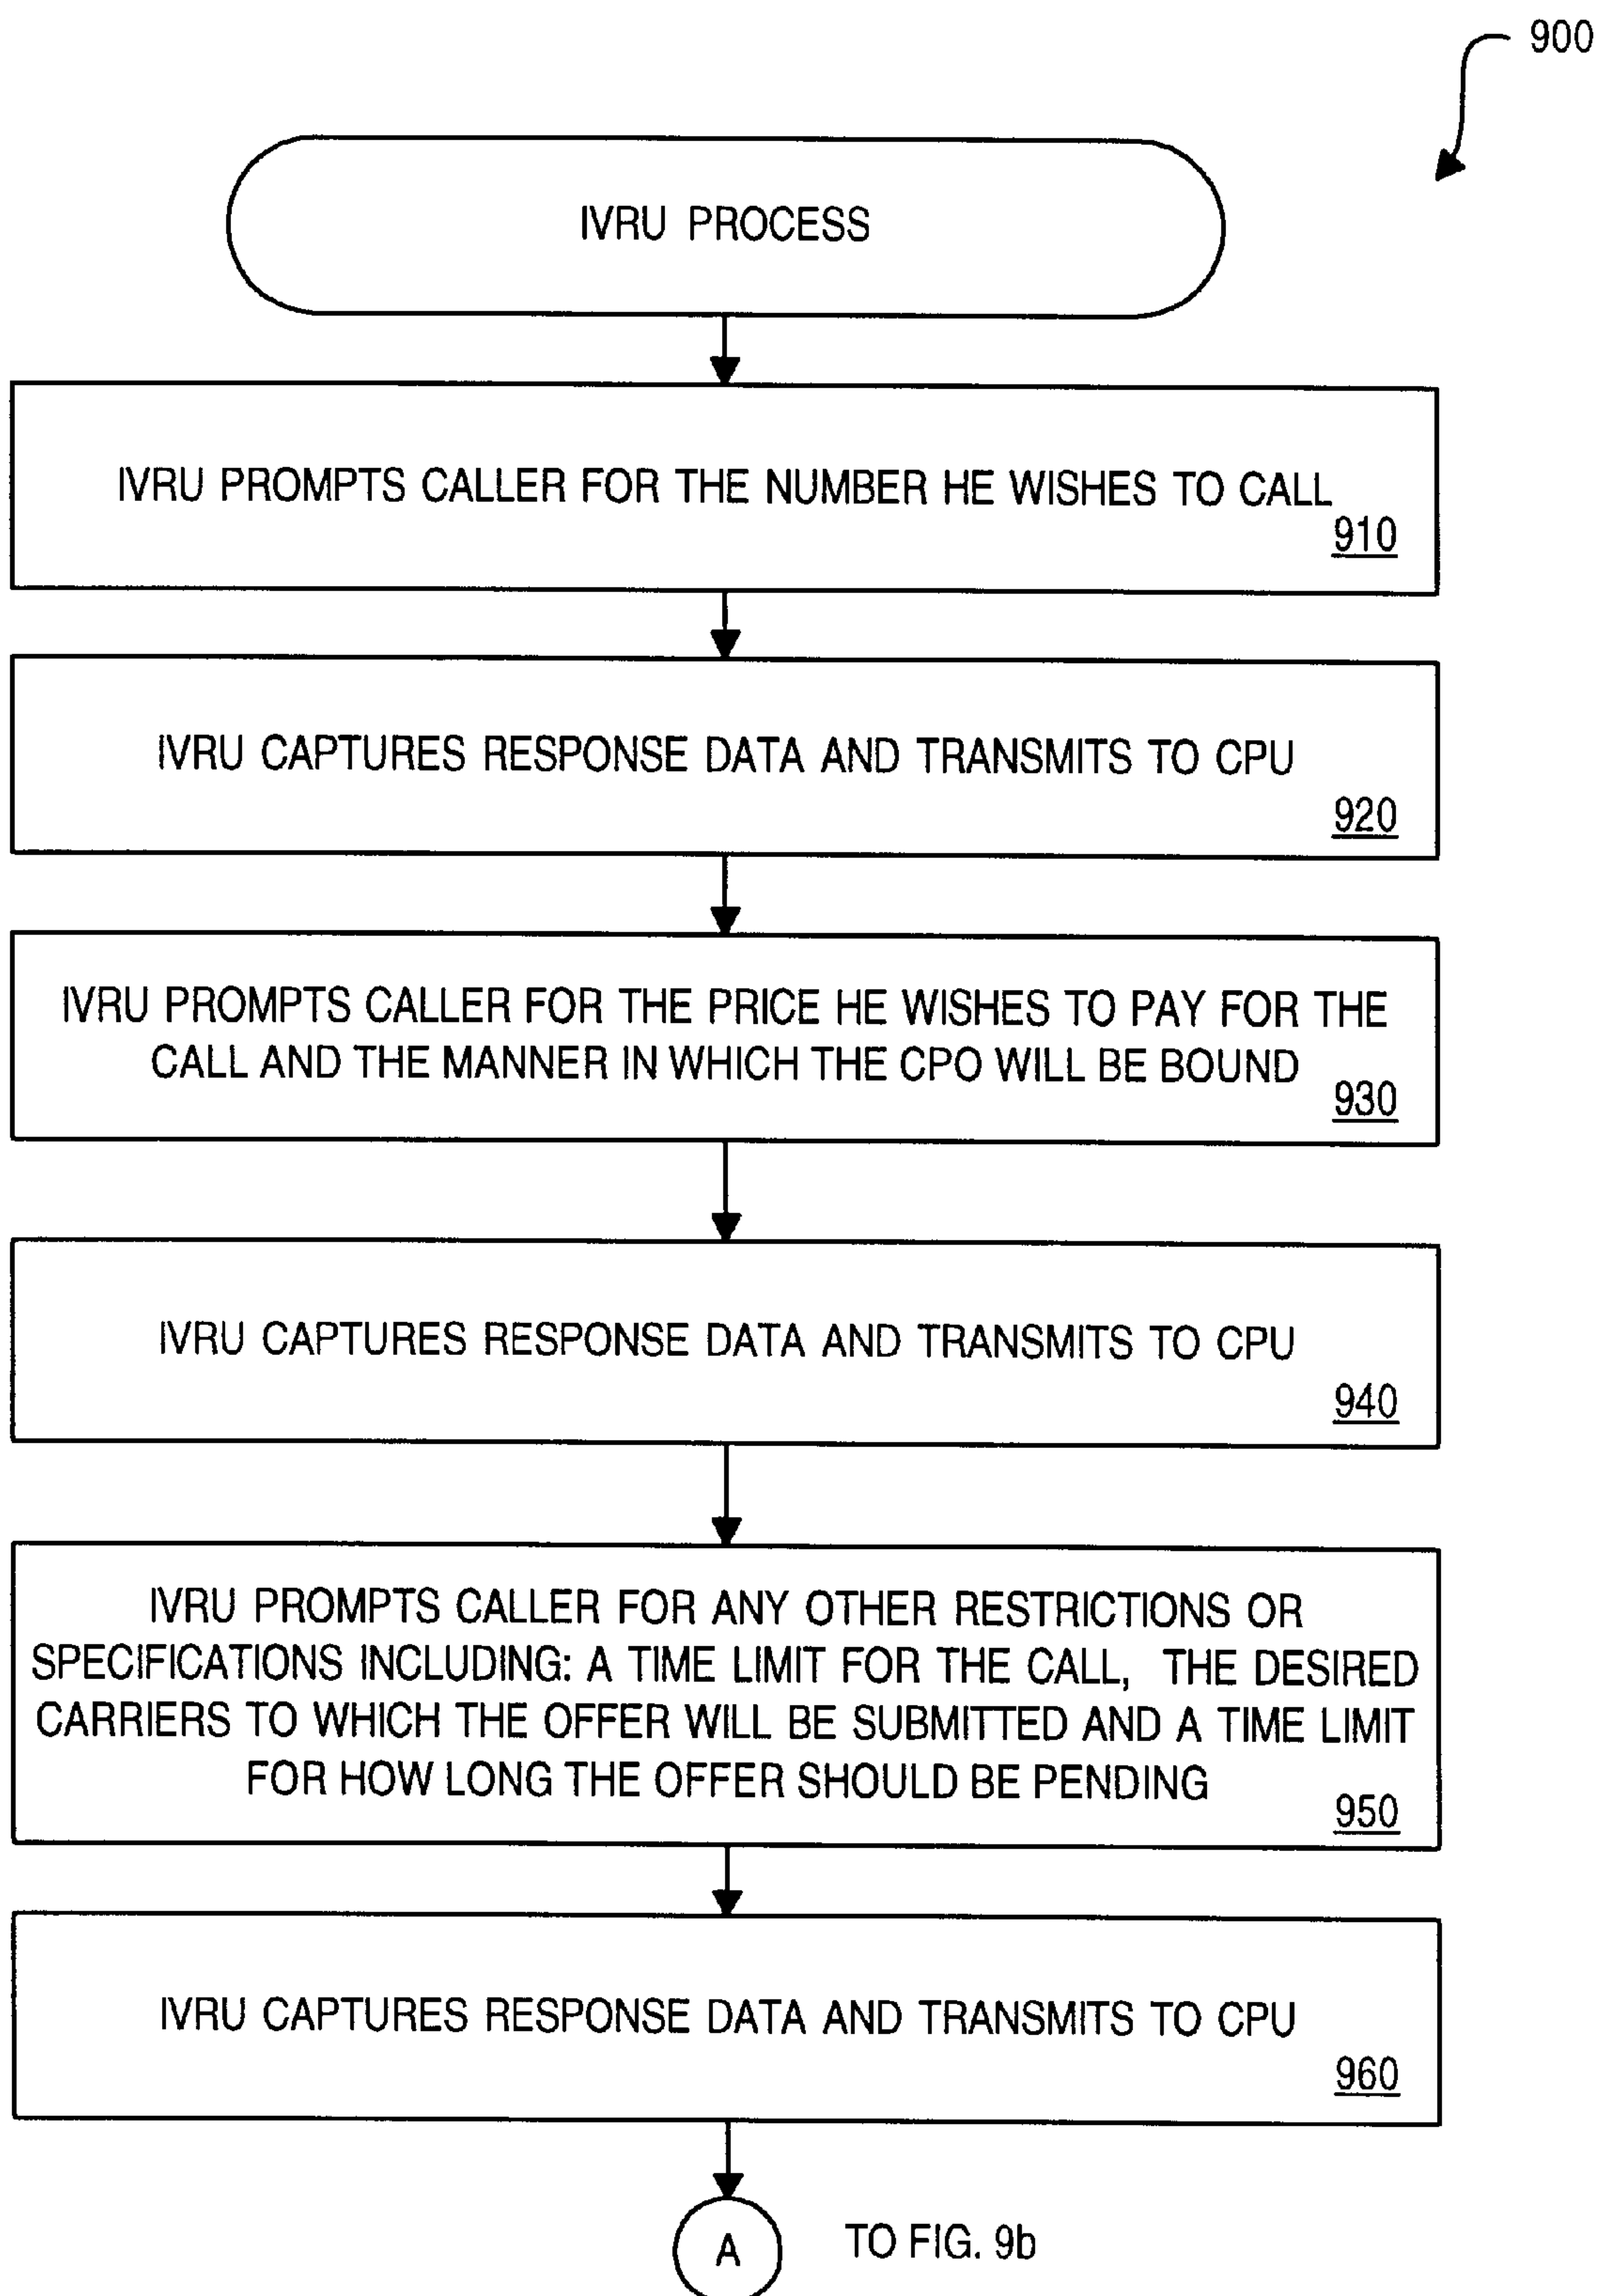 900
IVRU PROCESS
IVRU PROMPTS CALLER FOR THE NUMBER HE WISHES TO CALL
910
IVRU CAPTURES RESPONSE DATA AND TRANSMITS TO CPU
920
IVRU PROMPTS CALLER FOR THE PRICE HE WISHES TO PAY FOR THE
CALL AND THE MANNER IN WHICH THE CPO WILL BE BOUND
930
IVRU CAPTURES RESPONSE DATA AND TRANSMITS TO CPU
940
IVRU PROMPTS CALLER FOR ANY OTHER RESTRICTIONS OR
SPECIFICATIONS INCLUDING: A TIME LIMIT FOR THE CALL, THE DESIRED
CARRIERS TO WHICH THE OFFER WILL BE SUBMITTED AND A TIME LIMIT
FOR HOW LONG THE OFFER SHOULD BE PENDING
950
IVRU CAPTURES RESPONSE DATA AND TRANSMITS TO CPU
960
A
TO FIG. 9b